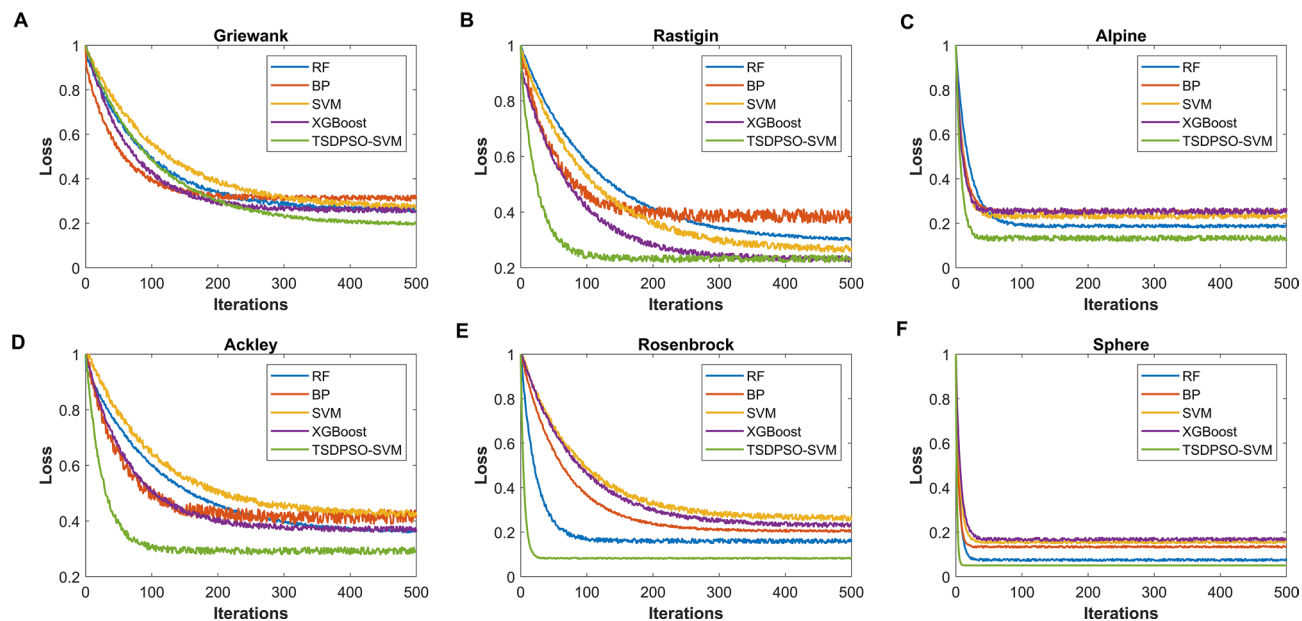 A
Griewank
1
0.8
0.6
0.4
0.2
0
Loss
RF
BP
SVM
XGBoost
TSDPSO-SVM
0 100 200 300 400 500
Iterations
B
Rastigin
1
0.8
0.6
0.4
0.2
Loss
RF
BP
SVM
XGBoost
TSDPSO-SVM
0 100 200 300 400 500
Iterations
C
Alpine
1
0.8
0.6
0.4
0.2
0
Loss
RF
BP
SVM
XGBoost
TSDPSO-SVM
0 100 200 300 400 500
Iterations
D
Ackley
1
0.8
0.6
0.4
0.2
Loss
RF
BP
SVM
XGBoost
TSDPSO-SVM
0 100 200 300 400 500
Iterations
E
Rosenbrock
1
0.8
0.6
0.4
0.2
0
Loss
RF
BP
SVM
XGBoost
TSDPSO-SVM
0 100 200 300 400 500
Iterations
F
Sphere
1
0.8
0.6
0.4
0.2
0
Loss
RF
BP
SVM
XGBoost
TSDPSO-SVM
0 100 200 300 400 500
Iterations